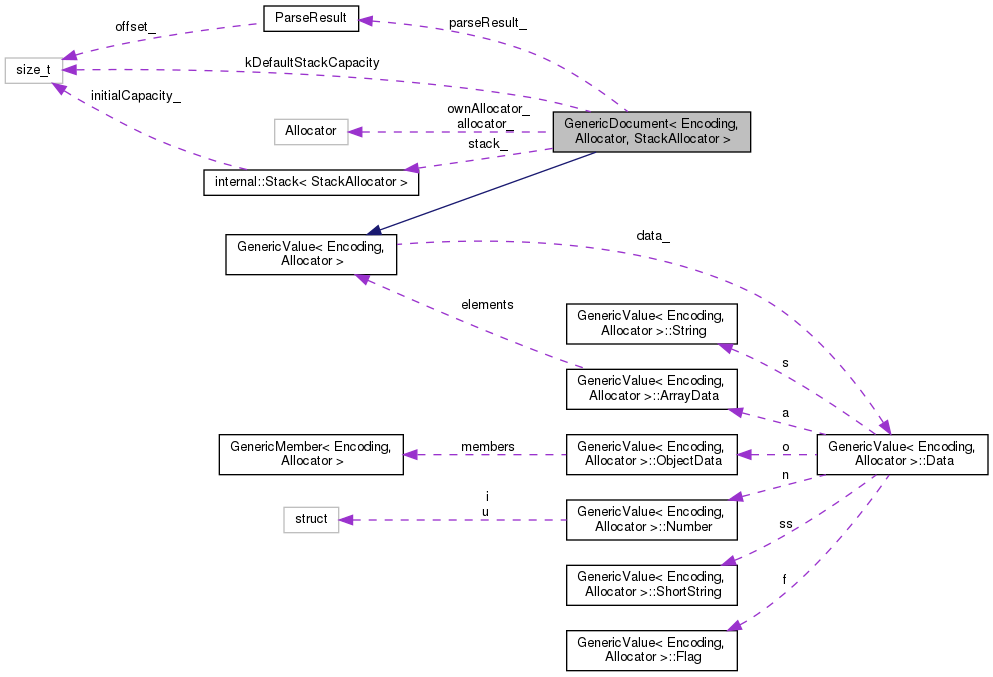 ParseResult
parseResult_
offset_
size_t
kDefaultStackCapacity
initialCapacity_
ownAllocator_
allocator_
Allocator
GenericDocument< Encoding,
Allocator, StackAllocator >
stack_
internal::Stack< StackAllocator >
GenericValue< Encoding,
Allocator >
data_
elements
GenericValue< Encoding,
Allocator >::String
s
GenericValue< Encoding,
Allocator >::ArrayData
a
GenericMember< Encoding,
Allocator >
members
GenericValue< Encoding,
Allocator >::ObjectData
o
GenericValue< Encoding,
Allocator >::Data
n
struct
i
u
GenericValue< Encoding,
Allocator >::Number
ss
GenericValue< Encoding,
Allocator >::ShortString
f
GenericValue< Encoding,
Allocator >::Flag